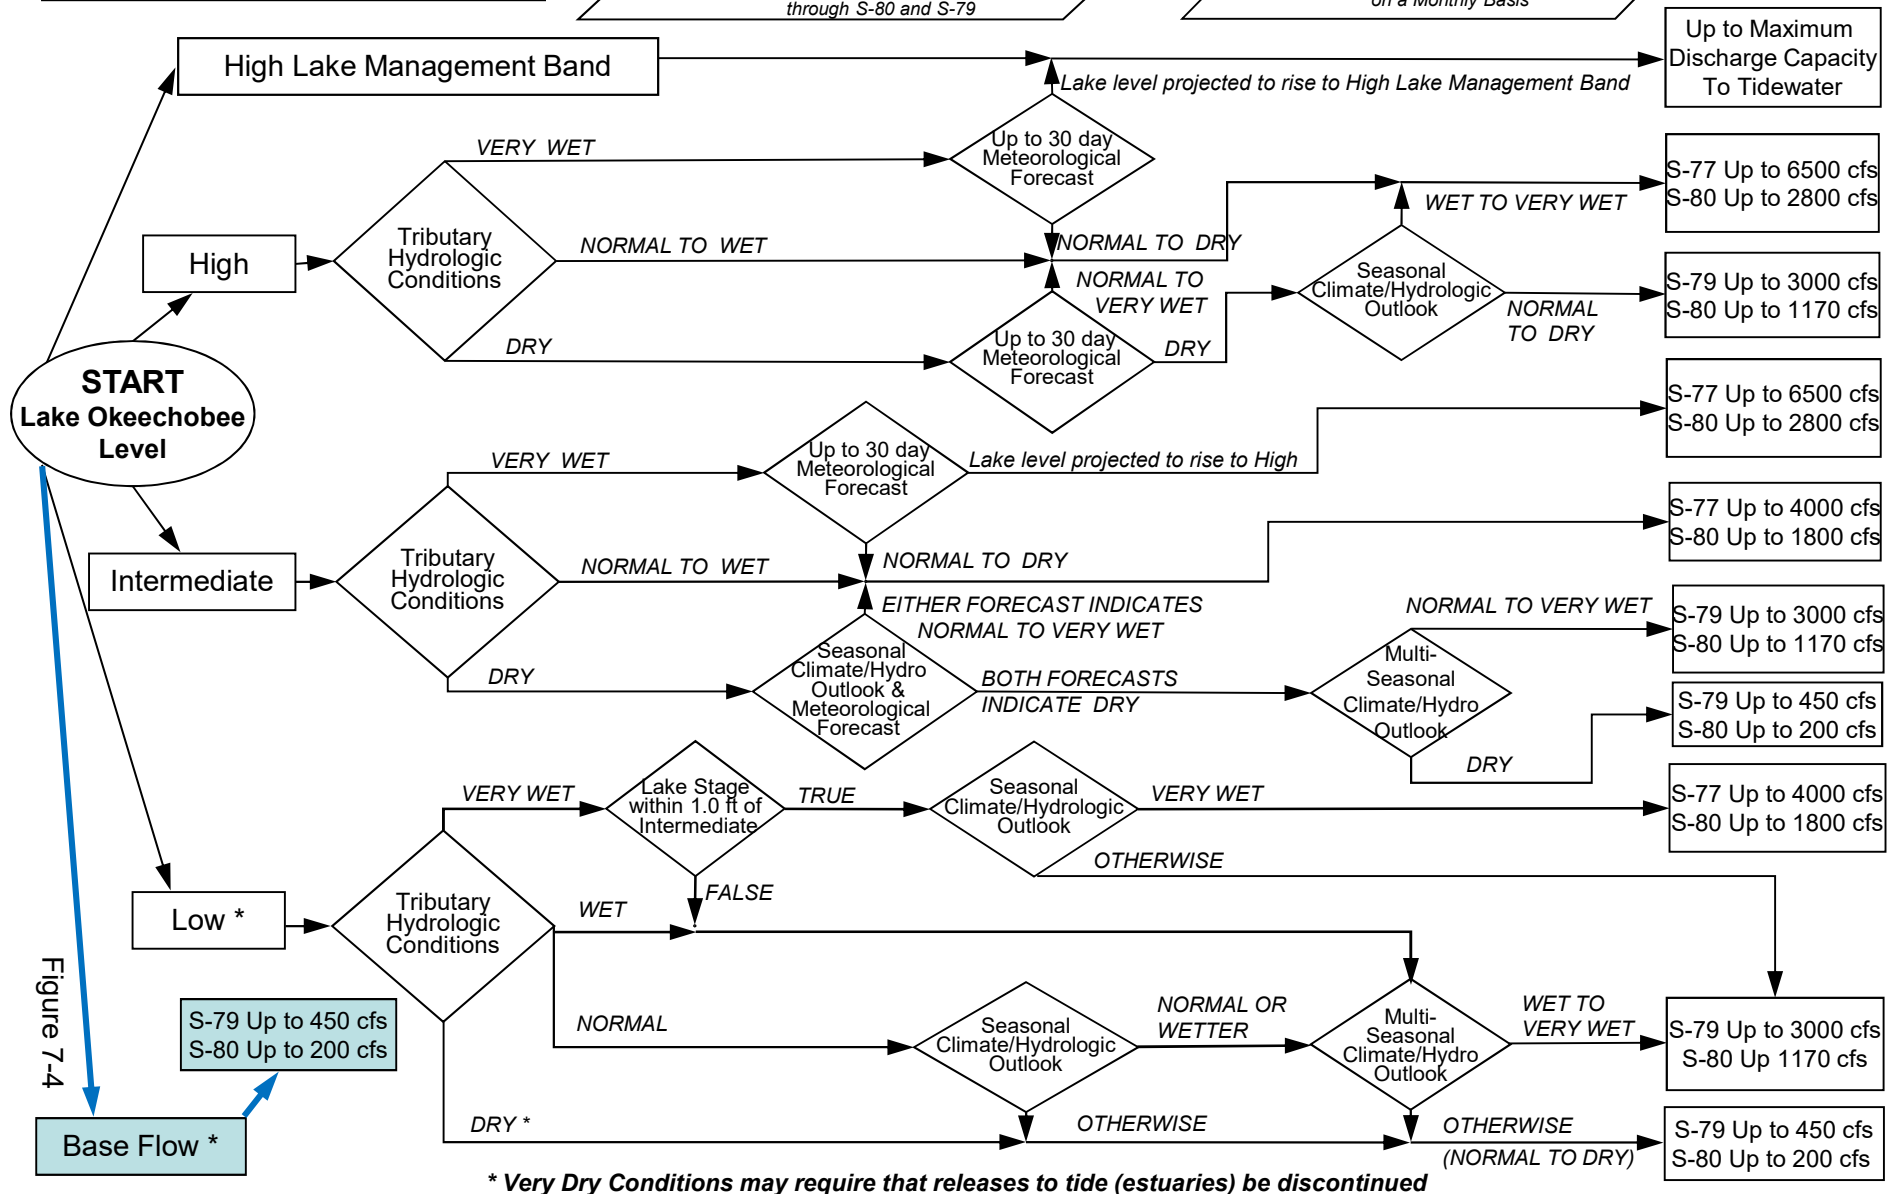 through S-80 and S-79
on a Monthly Basis
High Lake Management Band
Up to Maximum
Discharge Capacity
To Tidewater
Lake level projected to rise to High Lake Management Band
VERY WET
Up to 30 day
Meteorological
Forecast
S-77 Up to 6500 cfs
S-80 Up to 2800 cfs
WET TO VERY WET
High
Tributary
Hydrologic
Conditions
NORMAL TO WET
NORMAL TO DRY
NORMAL TO
VERY WET
Seasonal
Climate/Hydrologic
Outlook
NORMAL
TO DRY
S-79 Up to 3000 cfs
S-80 Up to 1170 cfs
DRY
Up to 30 day
Meteorological
Forecast
DRY
START
Lake Okeechobee
Level
S-77 Up to 6500 cfs
S-80 Up to 2800 cfs
VERY WET
Up to 30 day
Meteorological
Forecast
Lake level projected to rise to High
S-77 Up to 4000 cfs
S-80 Up to 1800 cfs
Intermediate
Tributary
Hydrologic
Conditions
NORMAL TO WET
NORMAL TO DRY
EITHER FORECAST INDICATES
NORMAL TO VERY WET
NORMAL TO VERY WET
S-79 Up to 3000 cfs
S-80 Up to 1170 cfs
DRY
Seasonal
Climate/Hydro
Outlook &
Meteorological
Forecast
BOTH FORECASTS
INDICATE DRY
Multi-
Seasonal
Climate/Hydro
Outlook
S-79 Up to 450 cfs
S-80 Up to 200 cfs
DRY
VERY WET
Lake Stage
within 1.0 ft of
Intermediate
TRUE
Seasonal
Climate/Hydrologic
Outlook
VERY WET
S-77 Up to 4000 cfs
S-80 Up to 1800 cfs
OTHERWISE
FALSE
Low *
Tributary
Hydrologic
Conditions
WET
NORMAL
Seasonal
Climate/Hydrologic
Outlook
NORMAL OR
WETTER
Multi-
Seasonal
Climate/Hydro
Outlook
WET TO
VERY WET
S-79 Up to 3000 cfs
S-80 Up 1170 cfs
Figure 7-4
S-79 Up to 450 cfs
S-80 Up to 200 cfs
Base Flow *
DRY *
OTHERWISE
OTHERWISE
(NORMAL TO DRY)
S-79 Up to 450 cfs
S-80 Up to 200 cfs
* Very Dry Conditions may require that releases to tide (estuaries) be discontinued